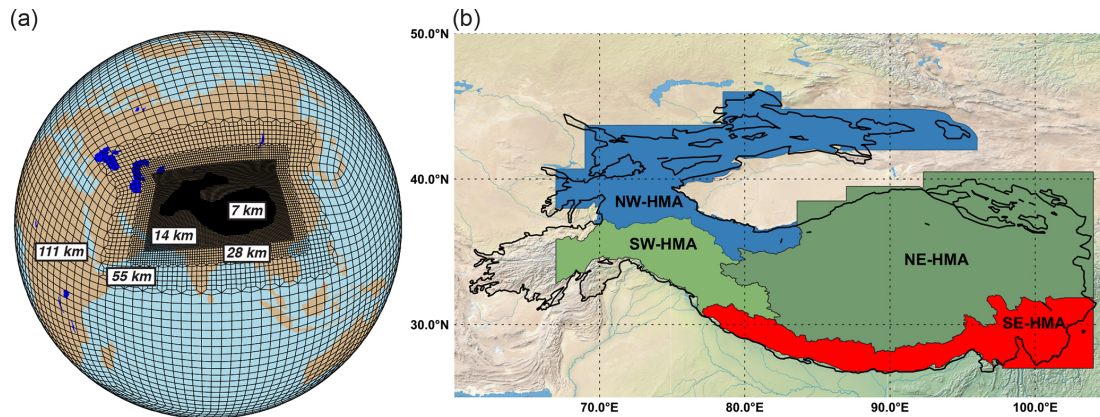 (a)
7 km
14 km
28 km
111 km
55 km
(b)
50.0°N
40.0°N
30.0°N
NW-HMA
SW-HMA
NE-HMA
SE-HMA
70.0°E
80.0°E
90.0°E
100.0°E